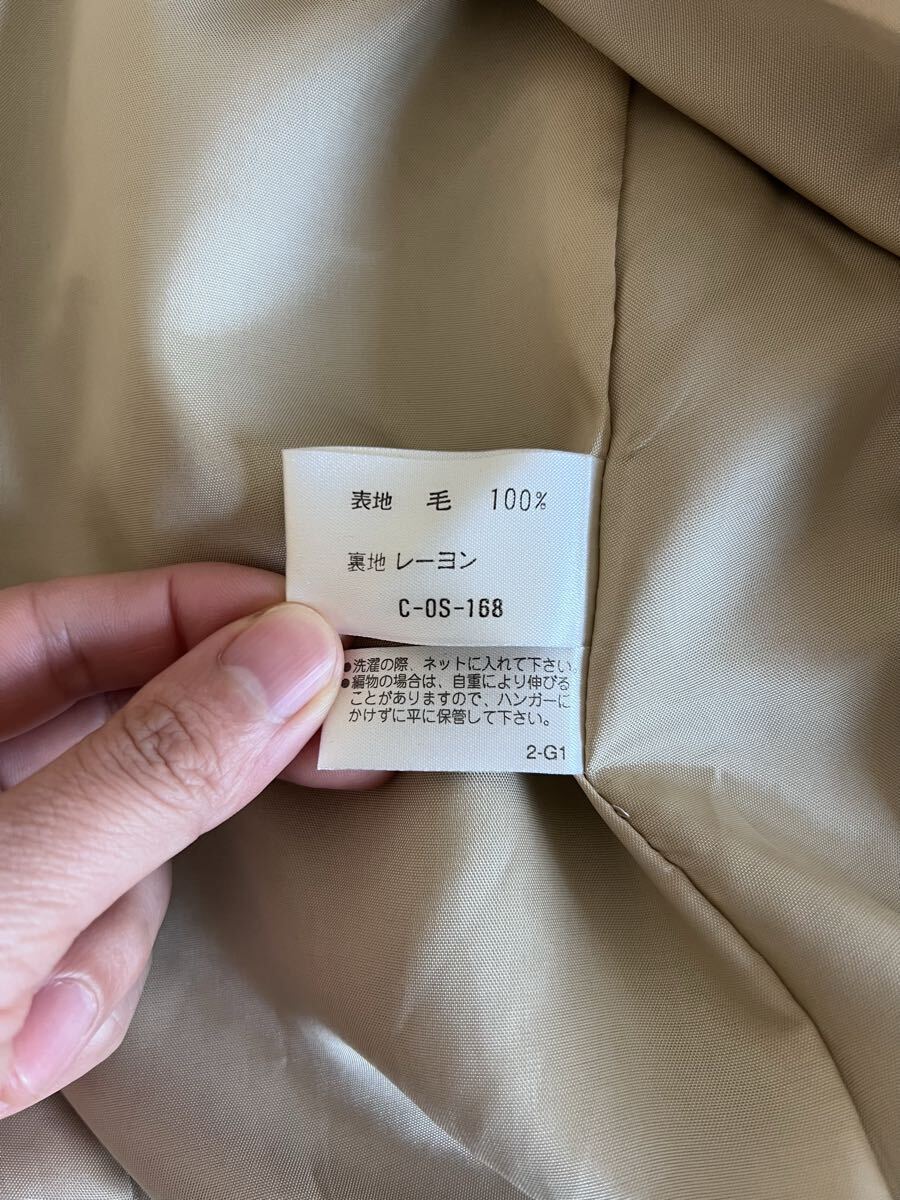 表地 毛 100%
裏地 レーヨン
C-OS-168
●洗濯の際、ネットに入れて下さい。
●編物の場合は、自重により伸びる
ことがありますので、ハンガーに
かけずに平に保管して下さい。
2-G1